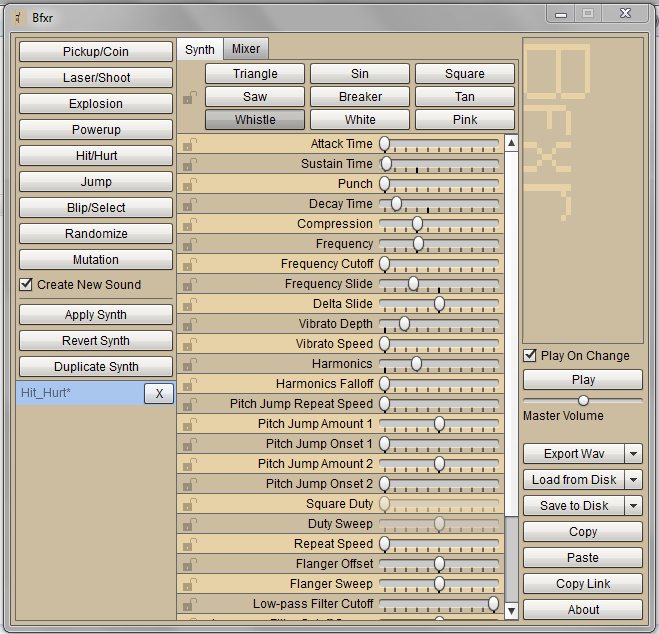 Bfxr
Pickup/Coin
Laser/Shoot
Explosion
Powerup
Hit/Hurt
Jump
Blip/Select
Randomize
Mutation
Create New Sound
Apply Synth
Revert Synth
Duplicate Synth
Hit_Hurt*
X
Synth Mixer
Triangle Sin Square
Saw Breaker Tan
Whistle White Pink
Attack Time
Sustain Time
Punch
Decay Time
Compression
Frequency
Frequency Cutoff
Frequency Slide
Delta Slide
Vibrato Depth
Vibrato Speed
Harmonics
Harmonics Falloff
Pitch Jump Repeat Speed
Pitch Jump Amount 1
Pitch Jump Onset 1
Pitch Jump Amount 2
Pitch Jump Onset 2
Square Duty
Duty Sweep
Repeat Speed
Flanger Offset
Flanger Sweep
Low-pass Filter Cutoff
Bfxr
Play On Change
Play
Master Volume
Export Wav
Load from Disk
Save to Disk
Copy
Paste
Copy Link
About